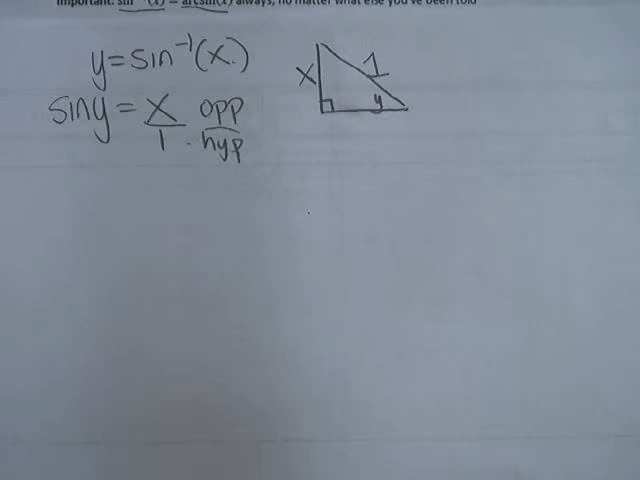 Important: sin⁻¹(x) = arcsin(x) always, no matter what else you've been told
y = sin⁻¹(x)
sin y = x/1 opp/hyp
x 1
y